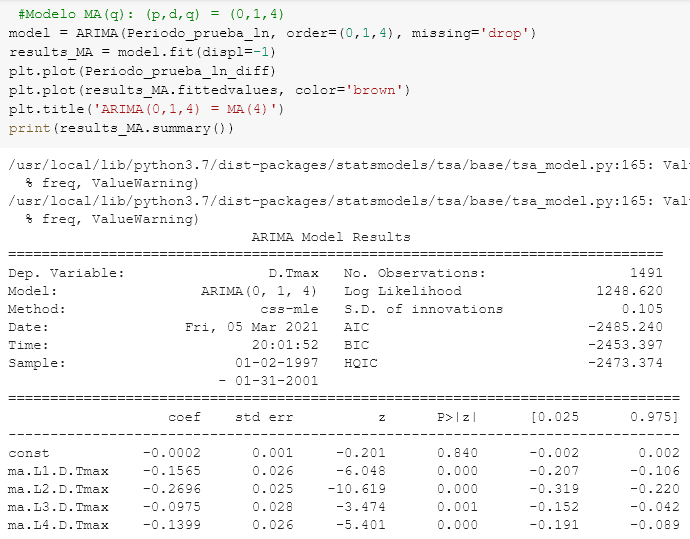 #Modelo MA(q): (p,d,q) = (0,1,4)
model = ARIMA(Periodo_prueba_ln, order=(0,1,4), missing='drop')
results_MA = model.fit(displ=-1)
plt.plot(Periodo_prueba_ln_diff)
plt.plot(results_MA.fittedvalues, color='brown')
plt.title('ARIMA(0,1,4) = MA(4)')
print(results_MA.summary())
/usr/local/lib/python3.7/dist-packages/statsmodels/tsa/base/tsa_model.py:165: Val
% freq, ValueWarning)
/usr/local/lib/python3.7/dist-packages/statsmodels/tsa/base/tsa_model.py:165: Val
% freq, ValueWarning)
ARIMA Model Results
==============================================================================
Dep. Variable: D.Tmax No. Observations: 1491
Model: ARIMA(0, 1, 4) Log Likelihood 1248.620
Method: css-mle S.D. of innovations 0.105
Date: Fri, 05 Mar 2021 AIC -2485.240
Time: 20:01:52 BIC -2453.397
Sample: 01-02-1997 HQIC -2473.374
- 01-31-2001
================================================================================
coef std err z P>|z| [0.025 0.975]
--------------------------------------------------------------------------------
const -0.0002 0.001 -0.201 0.840 -0.002 0.002
ma.L1.D.Tmax -0.1565 0.026 -6.048 0.000 -0.207 -0.106
ma.L2.D.Tmax -0.2696 0.025 -10.619 0.000 -0.319 -0.220
ma.L3.D.Tmax -0.0975 0.028 -3.474 0.001 -0.152 -0.042
ma.L4.D.Tmax -0.1399 0.026 -5.401 0.000 -0.191 -0.089